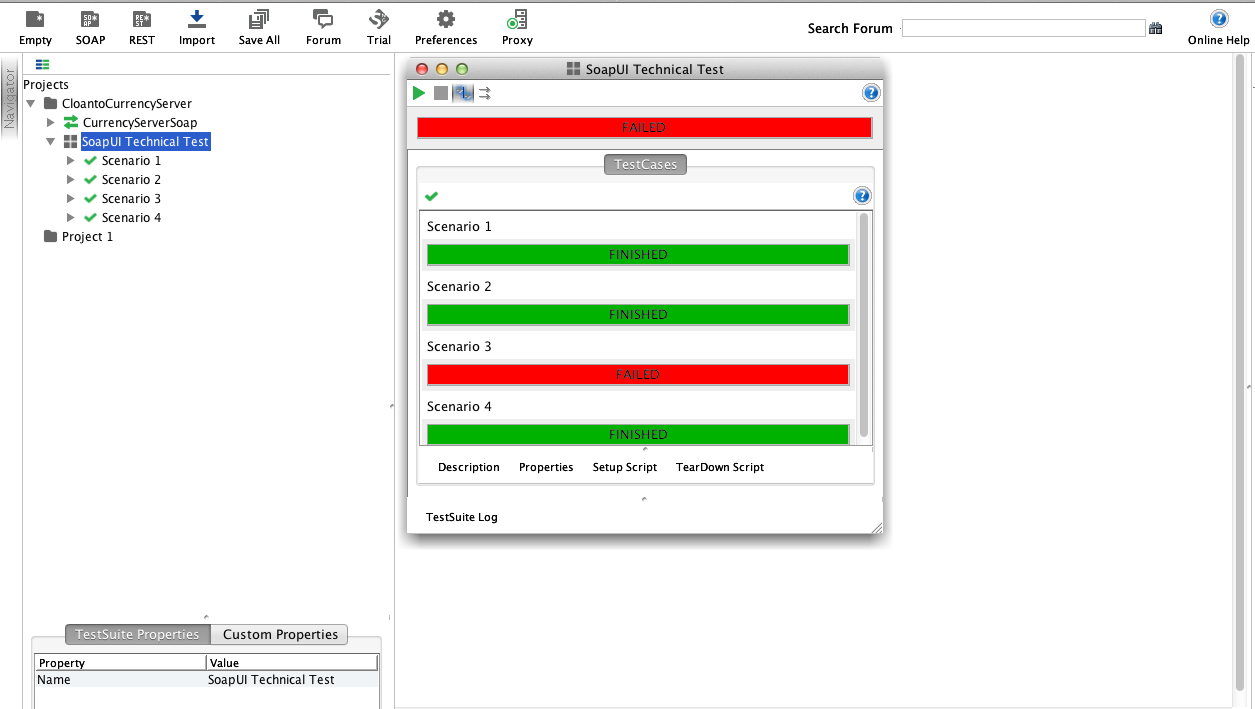 Empty SOAP REST Import Save All Forum Trial Preferences Proxy Search Forum Online Help
Navigator
Projects
CloantoCurrencyServer
CurrencyServerSoap
SoapUI Technical Test
Scenario 1
Scenario 2
Scenario 3
Scenario 4
Project 1
SoapUI Technical Test
FAILED
TestCases
Scenario 1
FINISHED
Scenario 2
FINISHED
Scenario 3
FAILED
Scenario 4
FINISHED
Description Properties Setup Script TearDown Script
TestSuite Log
TestSuite Properties Custom Properties
Property Value
Name SoapUI Technical Test